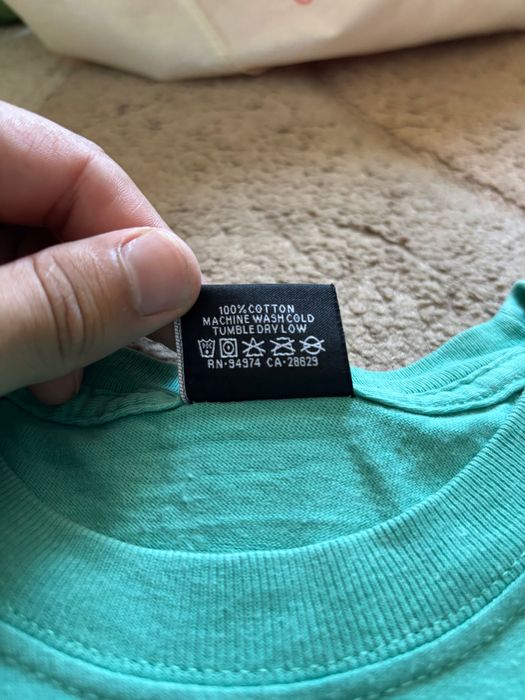 100% COTTON
MACHINE WASH COLD
TUMBLE DRY LOW
RN-94974 CA-28629